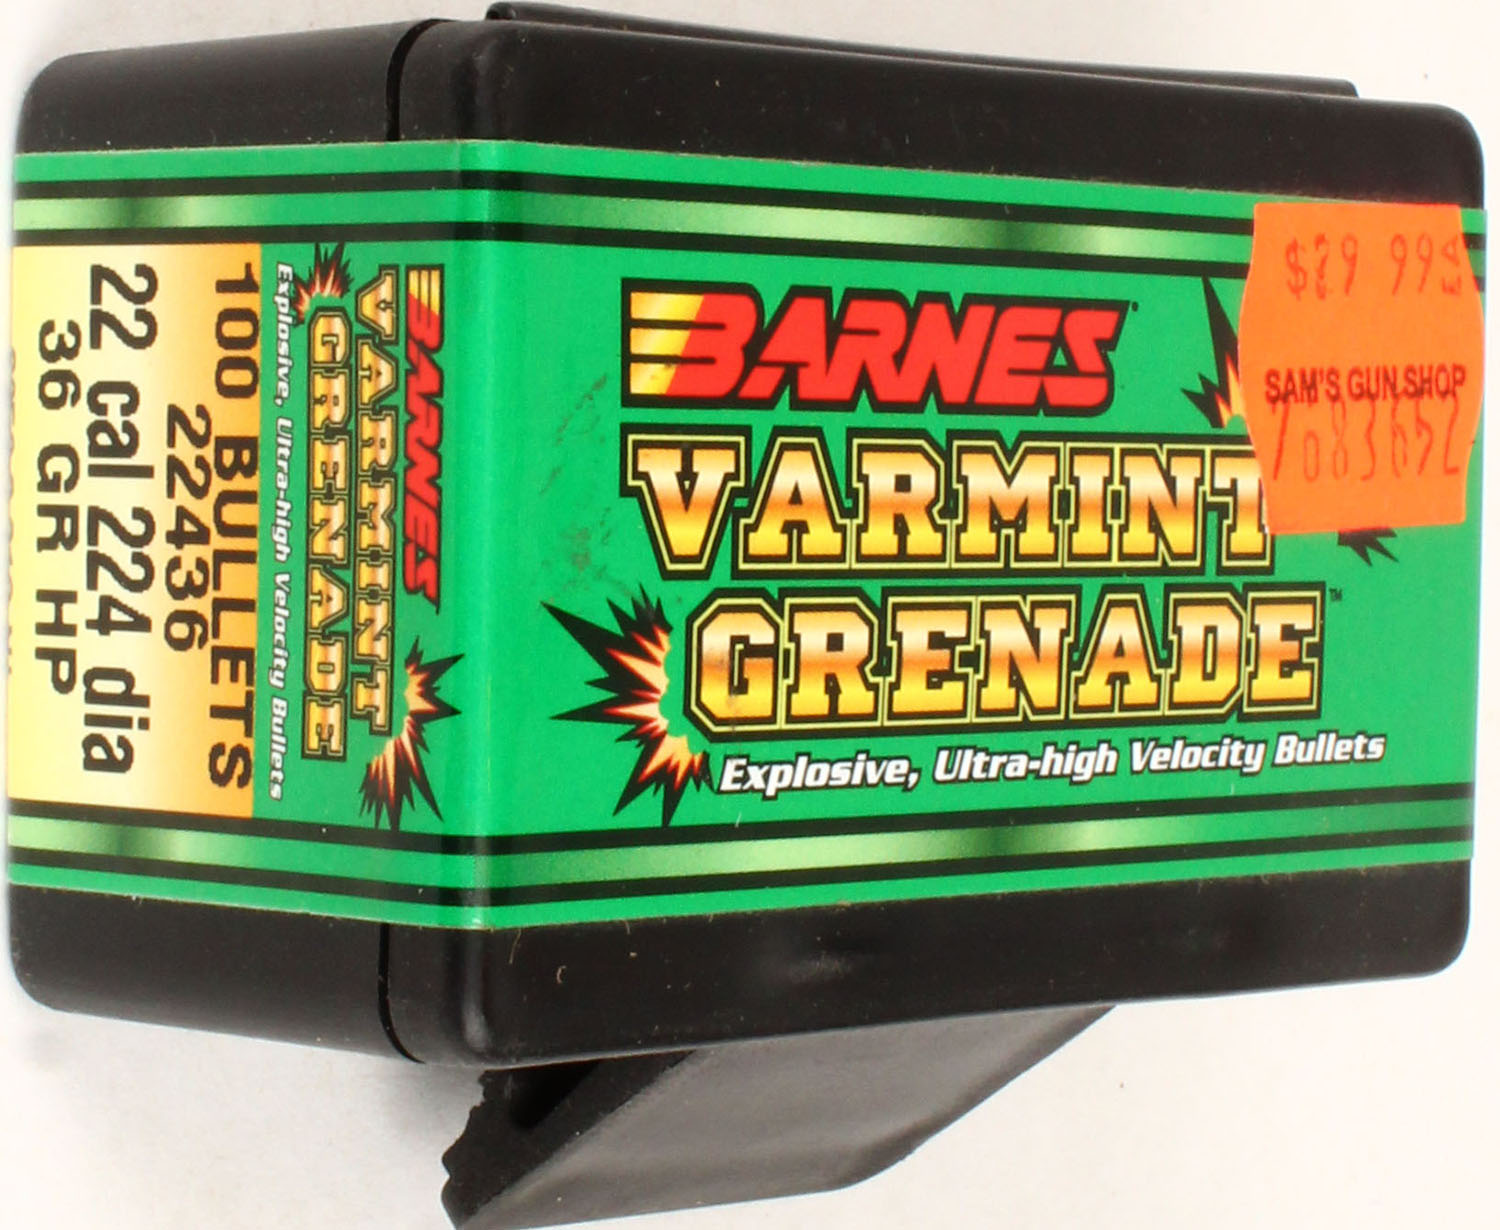 BARNES
VARMINT
GRENADE™
Explosive, Ultra-high Velocity Bullets
SAM'S GUN SHOP
BARNES
VARMINT
GRENADE
Explosive, Ultra-high Velocity Bullets
100 BULLETS
22436
22 cal 224 dia
36 GR HP